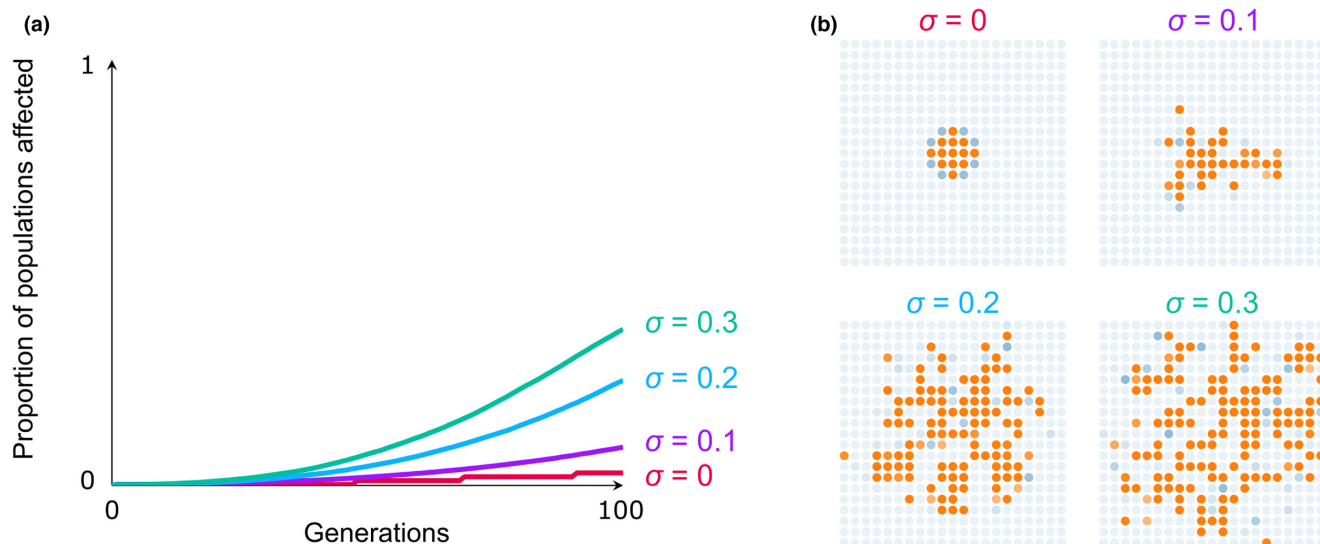 (a)
Proportion of populations affected
1
0
0
100
Generations
σ = 0.3
σ = 0.2
σ = 0.1
σ = 0
(b)
σ = 0
σ = 0.1
σ = 0.2
σ = 0.3